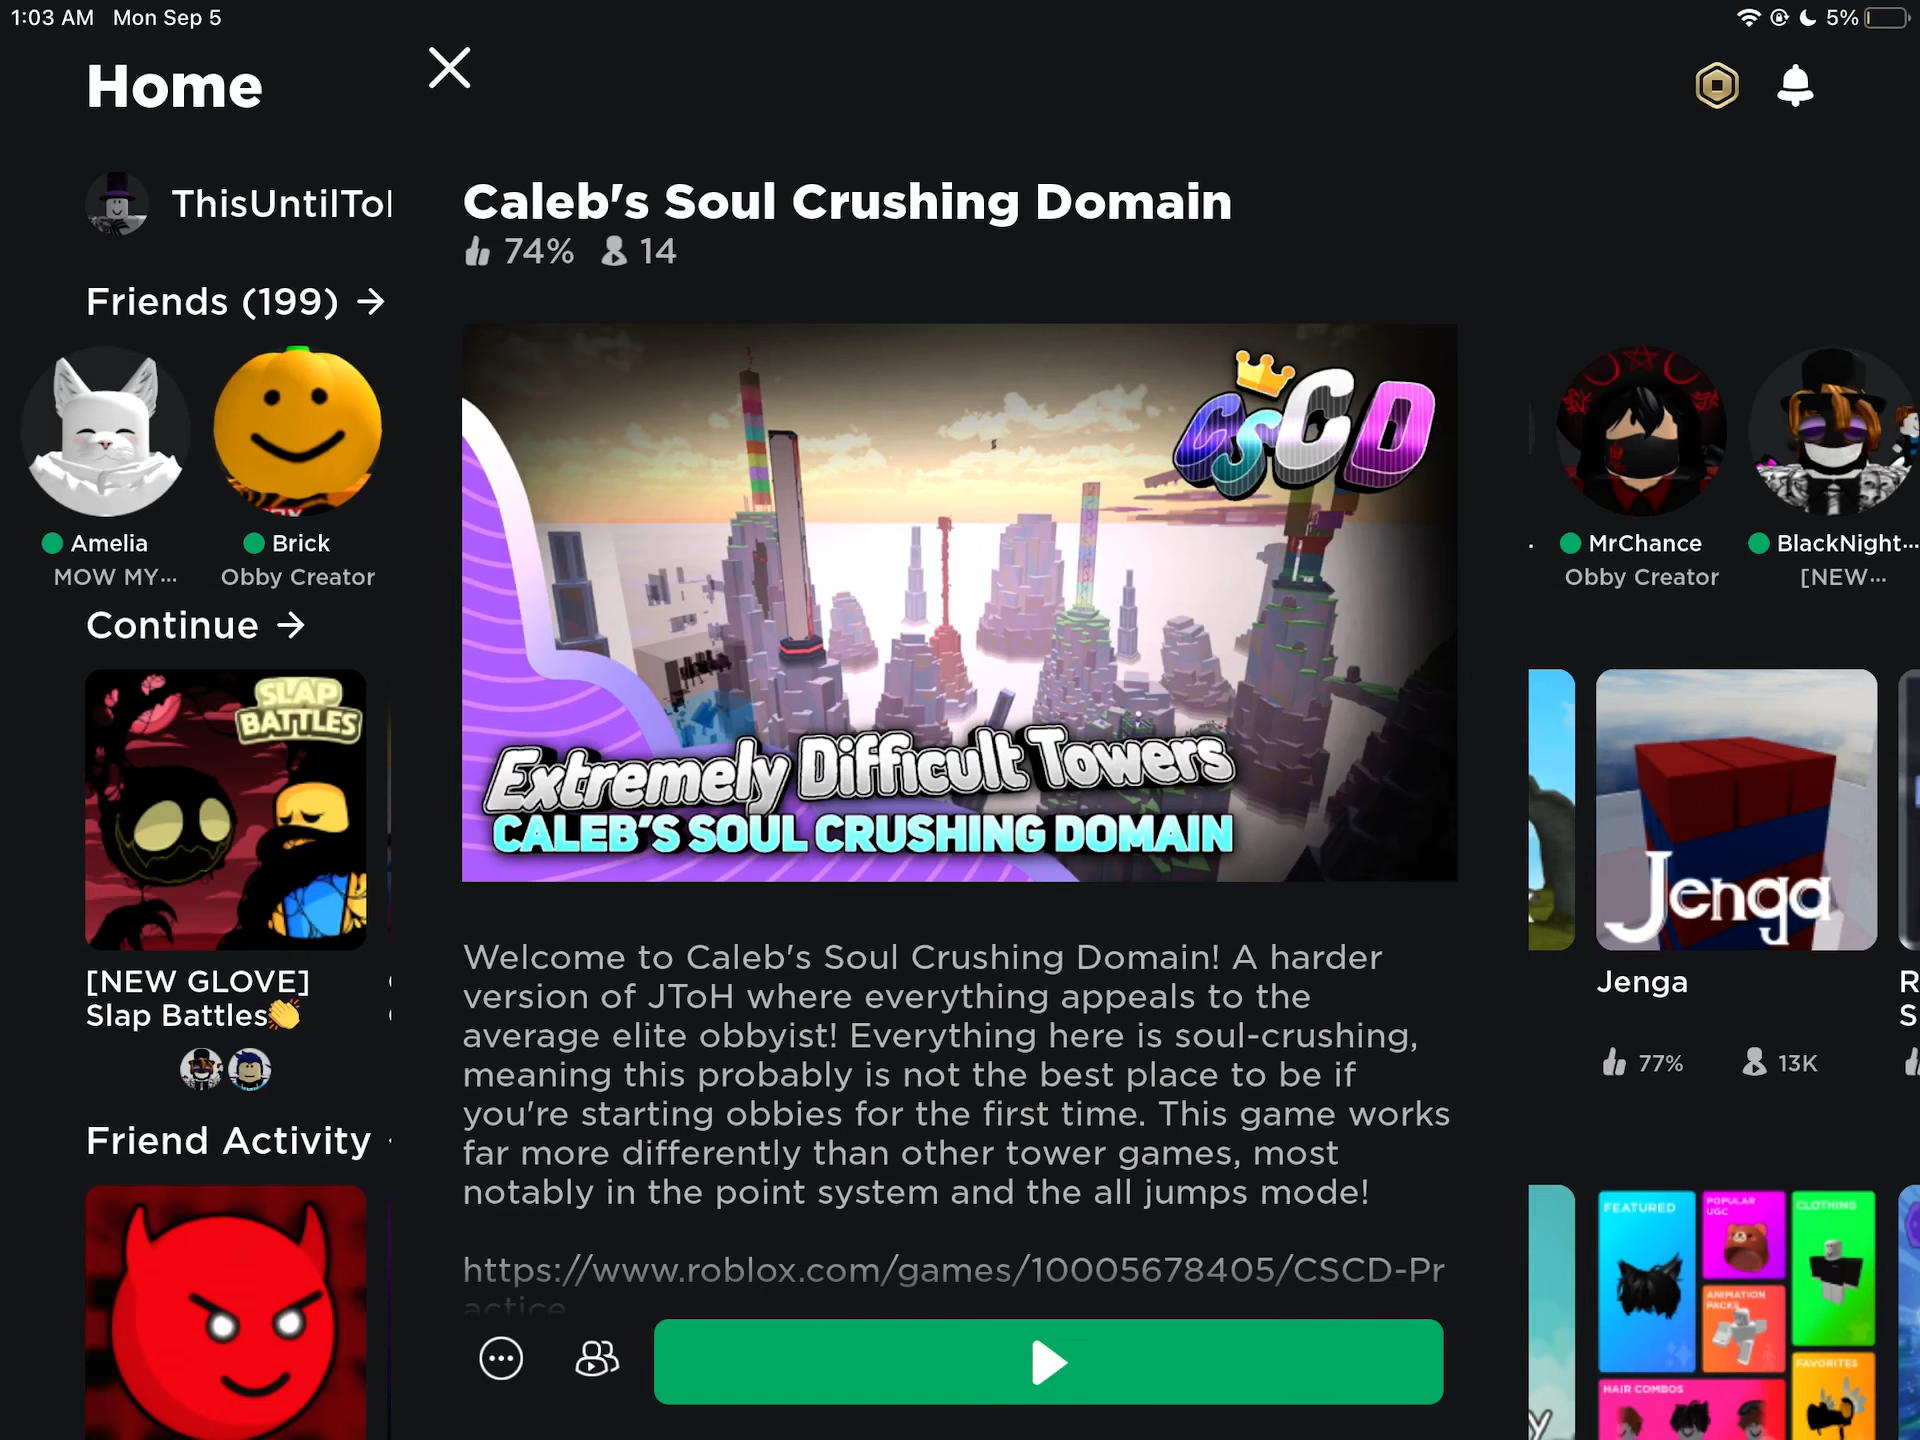 1:03 AM Mon Sep 5
5%
Home
ThisUntilTo
Friends (199)
Amelia
MOW MY...
Brick
Obby Creator
MrChance
Obby Creator
BlackNight...
[NEW...
Continue
SLAP
BATTLES
[NEW GLOVE]
Slap Battles👏
Friend Activity
Caleb's Soul Crushing Domain
74% 14
CSCD
Extremely Difficult Towers
CALEB'S SOUL CRUSHING DOMAIN
Welcome to Caleb's Soul Crushing Domain! A harder
version of JToH where everything appeals to the
average elite obbyist! Everything here is soul-crushing,
meaning this probably is not the best place to be if
you're starting obbies for the first time. This game works
far more differently than other tower games, most
notably in the point system and the all jumps mode!
https://www.roblox.com/games/10005678405/CSCD-Pr
actice
Jenga
Jenga
77% 13K
R
S
FEATURED
POPULAR
UGC
CLOTHING
ANIMATION
PACKS
FAVORITES
HAIR COMBOS